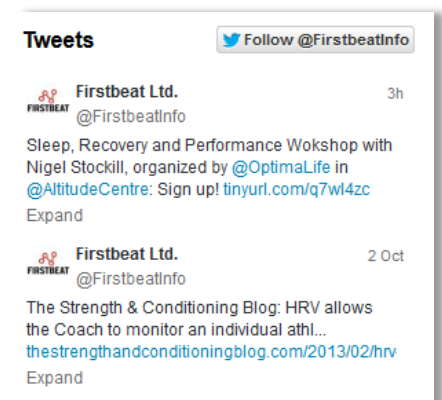 Tweets
Follow @FirstbeatInfo
FIRSTBEAT
Firstbeat Ltd.
3h
@FirstbeatInfo
Sleep, Recovery and Performance Wokshop with
Nigel Stockill, organized by @OptimaLife in
@AltitudeCentre: Sign up! tinyurl.com/q7wl4zc
Expand
FIRSTBEAT
Firstbeat Ltd.
2 Oct
@FirstbeatInfo
The Strength & Conditioning Blog: HRV allows
the Coach to monitor an individual athl...
thestrengthandconditioningblog.com/2013/02/hrv
Expand